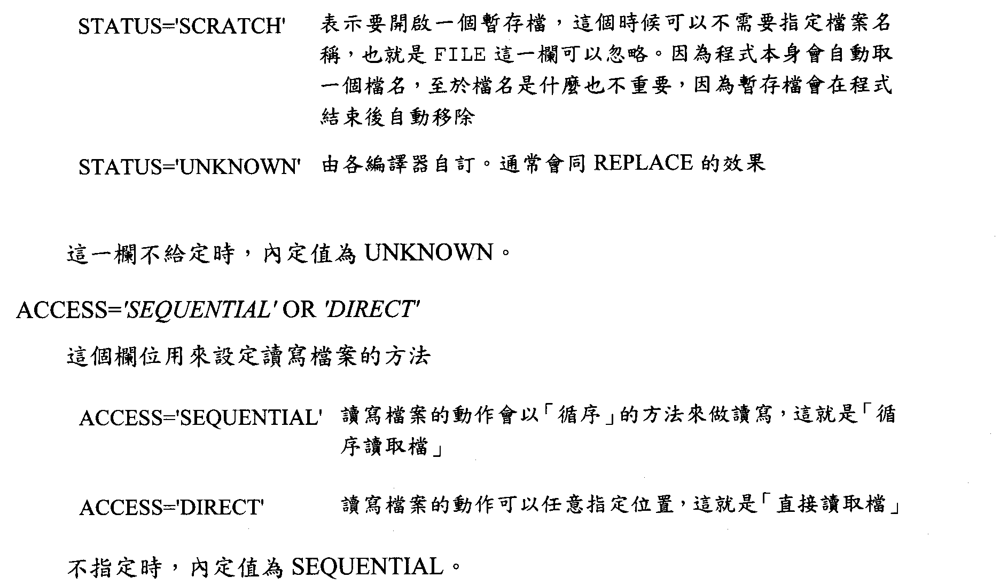 STATUS='SCRATCH' 表示要開啟一個暫存檔，這個時候可以不需要指定檔案名
稱，也就是 FILE 這一欄可以忽略。因為程式本身會自動取
一個檔名，至於檔名是什麼也不重要，因為暫存檔會在程式
結束後自動移除
STATUS='UNKNOWN' 由各編譯器自訂。通常會同 REPLACE 的效果
這一欄不給定時，內定值為 UNKNOWN。
ACCESS='SEQUENTIAL' OR 'DIRECT'
這個欄位用來設定讀寫檔案的方法
ACCESS='SEQUENTIAL' 讀寫檔案的動作會以「循序」的方法來做讀寫，這就是「循
序讀取檔」
ACCESS='DIRECT' 讀寫檔案的動作可以任意指定位置，這就是「直接讀取檔」
不指定時，內定值為 SEQUENTIAL。